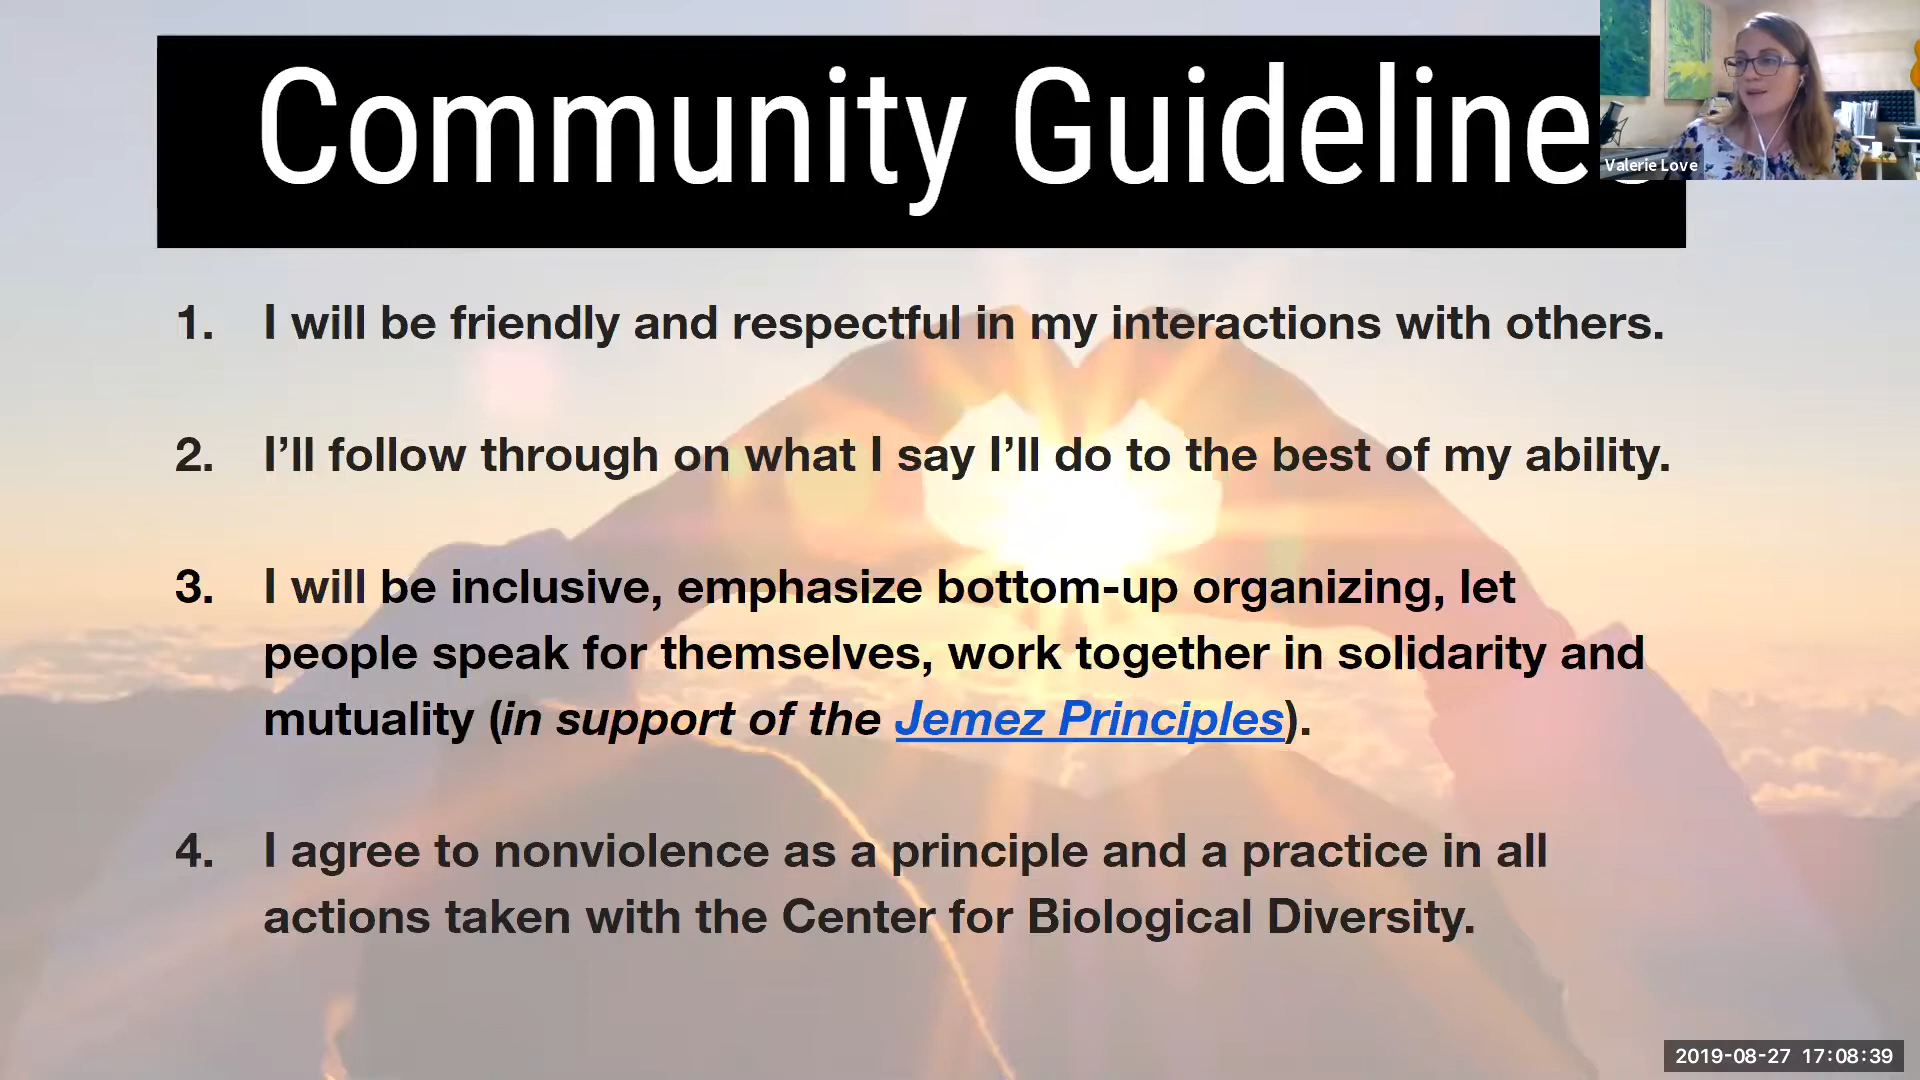 Community Guidelines
Valerie Love
1. I will be friendly and respectful in my interactions with others.
2. I’ll follow through on what I say I’ll do to the best of my ability.
3. I will be inclusive, emphasize bottom-up organizing, let
people speak for themselves, work together in solidarity and
mutuality (in support of the Jemez Principles).
4. I agree to nonviolence as a principle and a practice in all
actions taken with the Center for Biological Diversity.
2019-08-27 17:08:39